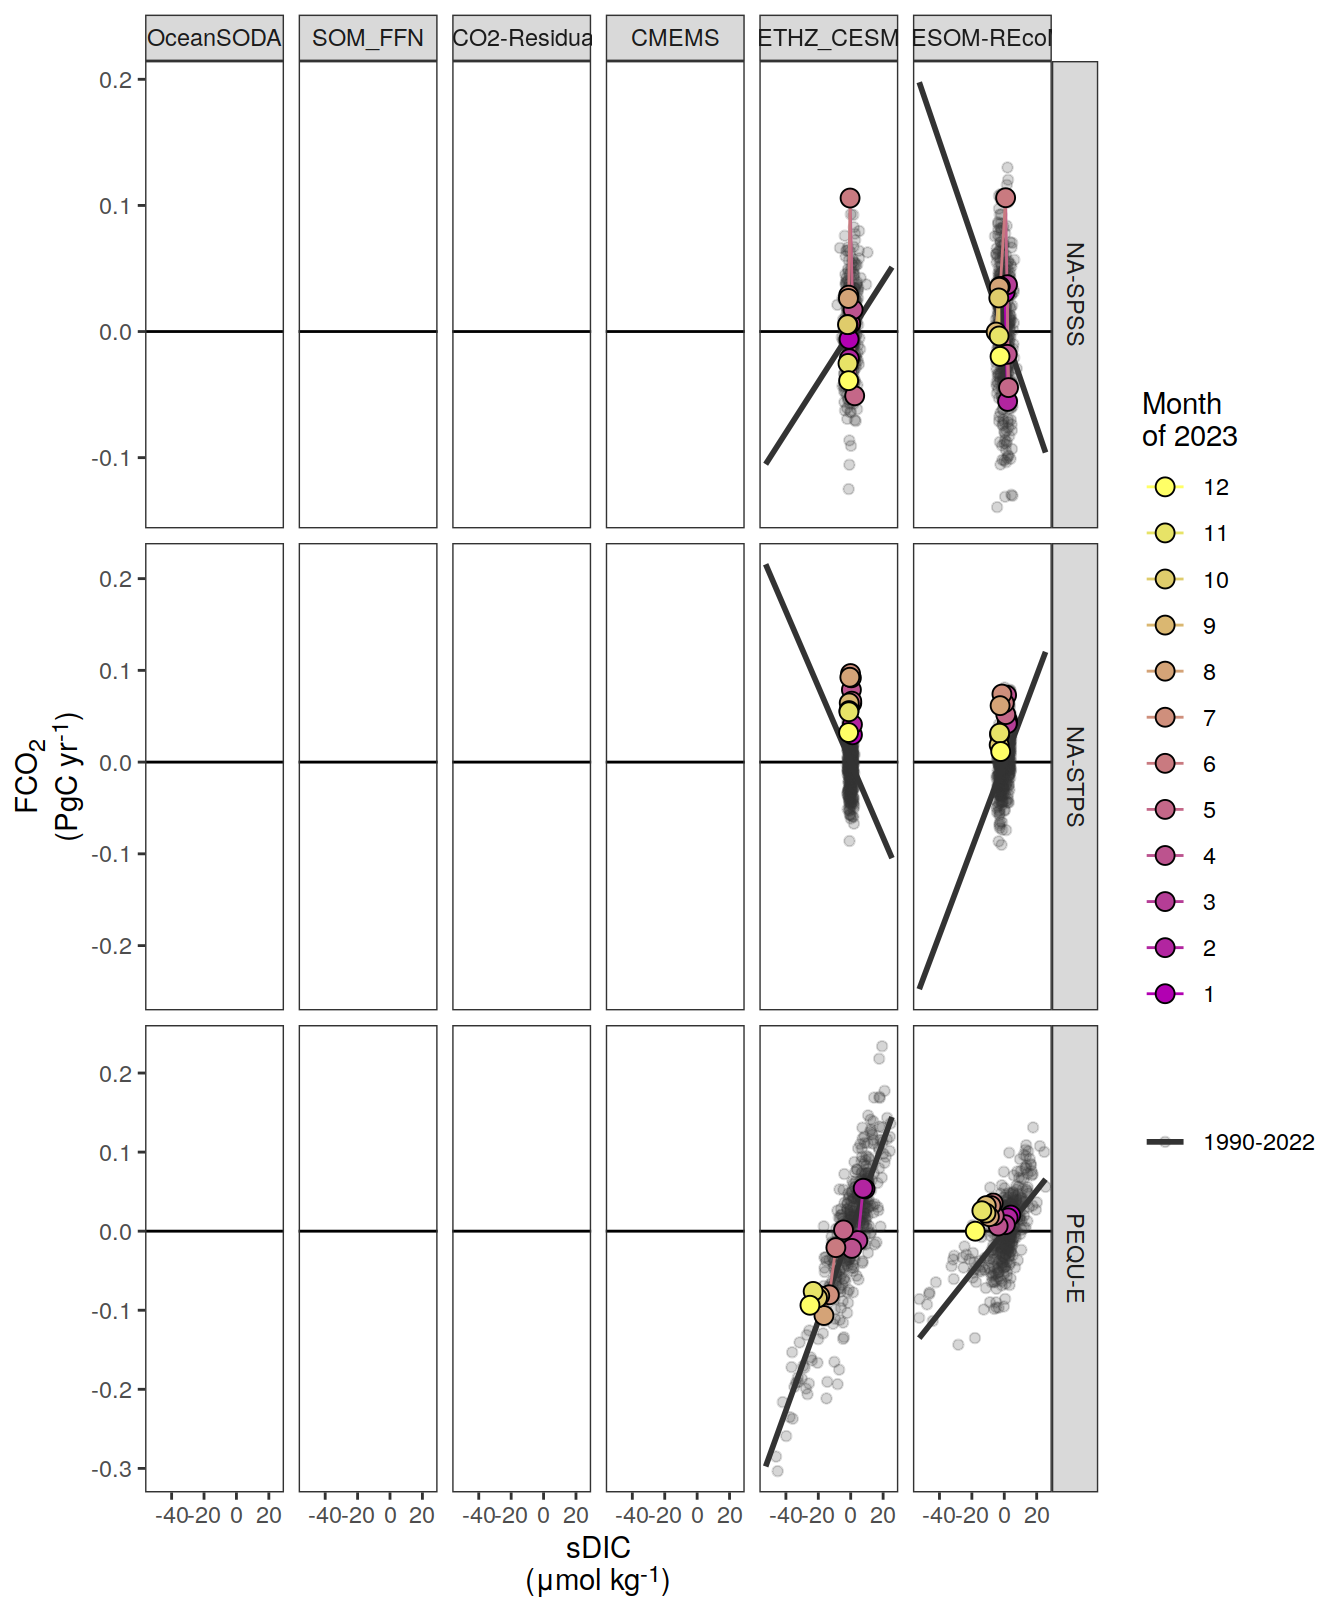 OceanSODA SOM_FFN CO2-Residua CMEMS ETHZ_CESM ESOM-REcoM
0.2
0.1
0.0
-0.1
NA-SPSS
0.2
0.1
0.0
-0.1
-0.2
NA-STPS
0.2
0.1
0.0
-0.1
-0.2
-0.3
PEQU-E
-40 -20 0 20 -40 -20 0 20 -40 -20 0 20 -40 -20 0 20 -40 -20 0 20 -40 -20 0 20
sDIC
(µmol kg⁻¹)
FCO₂
(PgC yr⁻¹)
Month
of 2023
12
11
10
9
8
7
6
5
4
3
2
1
1990-2022